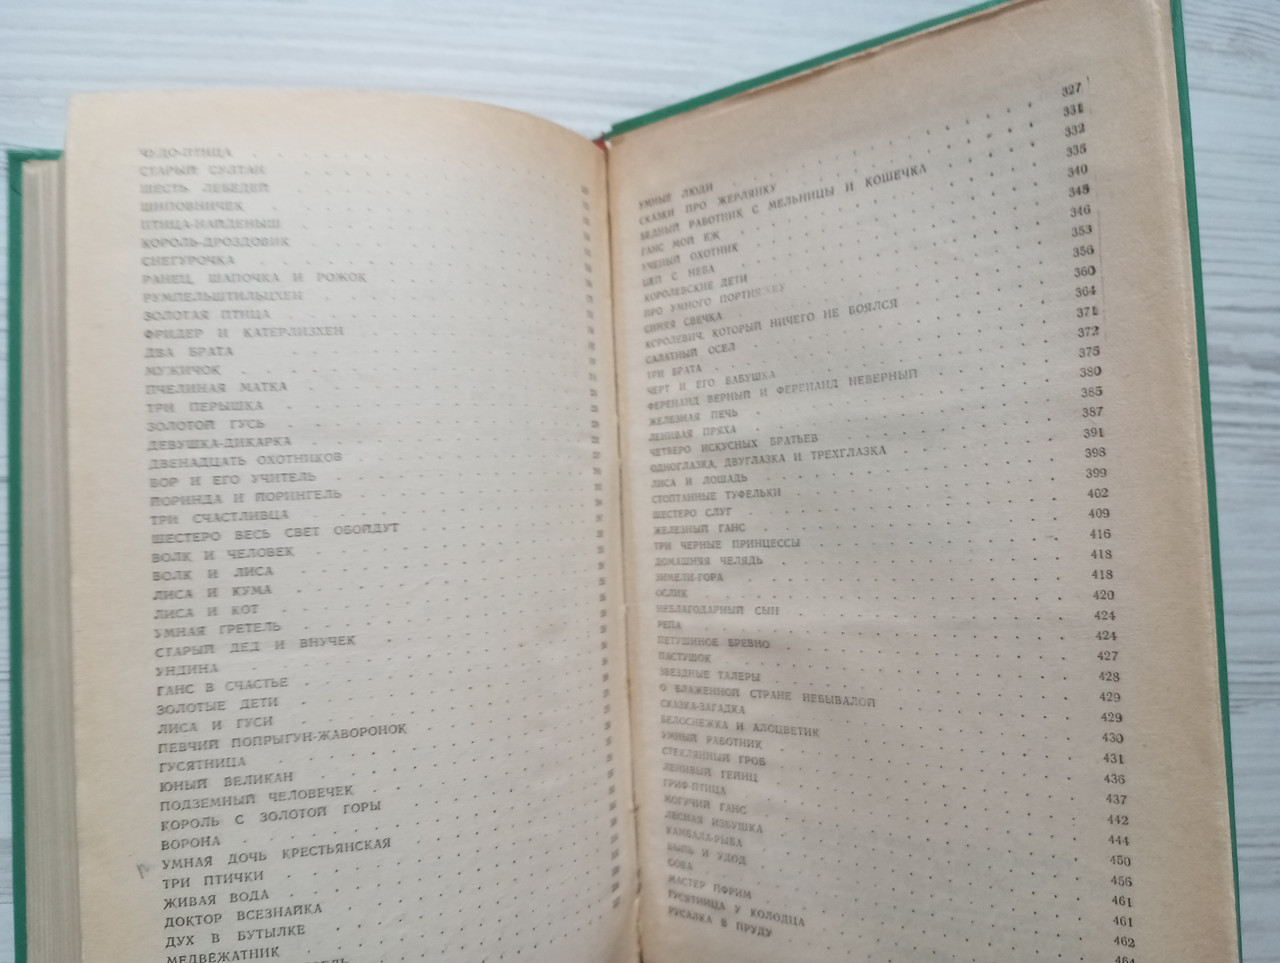 ЧУДО-ПТИЦА
СТАРЫЙ СУЛТАН
ШЕСТЬ ЛЕБЕДЕЙ
ШИПОВНИЧЕК
ПТИЦА-НАЙДЕНЫШ
КОРОЛЬ-ДРОЗДОВИК
СНЕГУРОЧКА
РАНЕЦ, ШАПОЧКА И РОЖОК
РУМПЕЛЬШТИЛЬЦХЕН
ЗОЛОТАЯ ПТИЦА
ФРИДЕР И КАТЕРЛИЗХЕН
ДВА БРАТА
МУЖИЧОК
ПЧЕЛИНАЯ МАТКА
ТРИ ПЕРЫШКА
ЗОЛОТОЙ ГУСЬ
ДЕВУШКА-ДИКАРКА
ДВЕНАДЦАТЬ ОХОТНИКОВ
ВОР И ЕГО УЧИТЕЛЬ
ЙОРИНДА И ЙОРИНГЕЛЬ
ТРИ СЧАСТЛИВЦА
ШЕСТЕРО ВЕСЬ СВЕТ ОБОЙДУТ
ВОЛК И ЧЕЛОВЕК
ВОЛК И ЛИСА
ЛИСА И КУМА
ЛИСА И КОТ
УМНАЯ ГРЕТЕЛЬ
СТАРЫЙ ДЕД И ВНУЧЕК
УНДИНА
ГАНС В СЧАСТЬЕ
ЗОЛОТЫЕ ДЕТИ
ЛИСА И ГУСИ
ПЕВЧИЙ ПОПРЫГУН-ЖАВОРОНОК
ГУСЯТНИЦА
ЮНЫЙ ВЕЛИКАН
ПОДЗЕМНЫЙ ЧЕЛОВЕЧЕК
КОРОЛЬ С ЗОЛОТОЙ ГОРЫ
ВОРОНА
УМНАЯ ДОЧЬ КРЕСТЬЯНСКАЯ
ТРИ ПТИЧКИ
ЖИВАЯ ВОДА
ДОКТОР ВСЕЗНАЙКА
ДУХ В БУТЫЛКЕ
МЕДВЕЖАТНИК
УМНЫЕ ЛЮДИ 327
СКАЗКИ ПРО ЖЕРЛЯНКУ 331
БЕДНЫЙ РАБОТНИК С МЕЛЬНИЦЫ И КОШЕЧКА 332
ГАНС МОЙ ЕЖ 335
УЧЕНЫЙ ОХОТНИК 340
ЦЕП С НЕБА 345
КОРОЛЕВСКИЕ ДЕТИ 346
ПРО УМНОГО ПОРТНЯЖКУ 353
СИНЯЯ СВЕЧКА 356
КОРОЛЕВИЧ, КОТОРЫЙ НИЧЕГО НЕ БОЯЛСЯ 360
САЛАТНЫЙ ОСЕЛ 364
ТРИ БРАТА 371
ЧЕРТ И ЕГО БАБУШКА 372
ФЕРЕНАНД ВЕРНЫЙ И ФЕРЕНАНД НЕВЕРНЫЙ 375
ЖЕЛЕЗНАЯ ПЕЧЬ 380
ЛЕНИВАЯ ПРЯХА 385
ЧЕТВЕРО ИСКУСНЫХ БРАТЬЕВ 387
ОДНОГЛАЗКА, ДВУГЛАЗКА И ТРЕХГЛАЗКА 391
ЛИСА И ЛОШАДЬ 398
СТОПТАННЫЕ ТУФЕЛЬКИ 399
ШЕСТЕРО СЛУГ 402
ЖЕЛЕЗНЫЙ ГАНС 409
ТРИ ЧЕРНЫЕ ПРИНЦЕССЫ 416
ДОМАШНЯЯ ЧЕЛЯДЬ 418
ЗИМЕЛИ-ГОРА 418
ОСЛИК 420
НЕБЛАГОДАРНЫЙ СЫН 424
РЕПА 424
ПЕТУШИНОЕ БРЕВНО 427
ПАСТУШОК 428
ЗВЕЗДНЫЕ ТАЛЕРЫ 429
О БЛАЖЕННОЙ СТРАНЕ НЕБЫВАЛОЙ 429
СКАЗКА-ЗАГАДКА 430
БЕЛОСНЕЖКА И АЛОЦВЕТИК 431
УМНЫЙ РАБОТНИК 436
СТЕКЛЯННЫЙ ГРОБ 437
ЛЕНИВЫЙ ГЕЙНЦ 442
ГРИФ-ПТИЦА 444
МОГУЧИЙ ГАНС 450
ЛЕСНАЯ ИЗБУШКА 456
КАМБАЛА-РЫБА 461
ВЫПЬ И УДОД 461
СОВА 462
МАСТЕР ПФРИМ 464
ГУСЯТНИЦА У КОЛОДЦА
РУСАЛКА В ПРУДУ